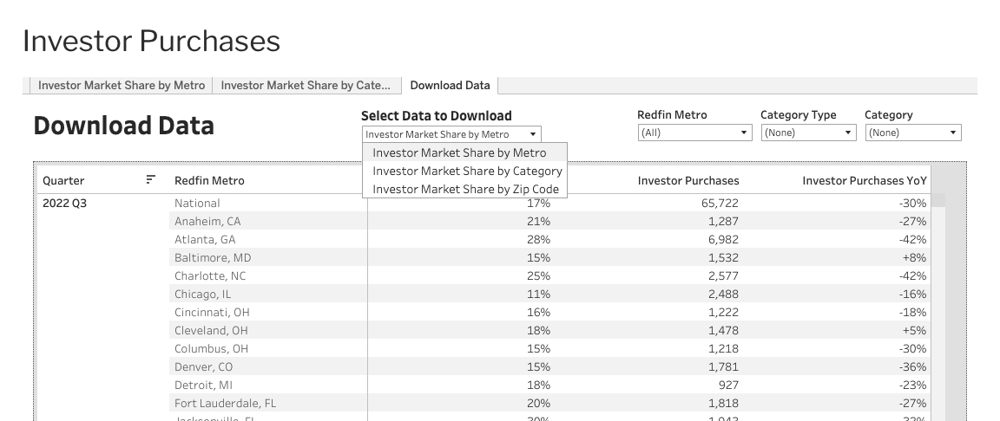 Investor Purchases
Investor Market Share by Metro Investor Market Share by Cate... Download Data
Download Data
Select Data to Download
Investor Market Share by Metro
Investor Market Share by Metro
Investor Market Share by Category
Investor Market Share by Zip Code
Redfin Metro Category Type Category
(All) (None) (None)
Quarter Redfin Metro Investor Purchases Investor Purchases YoY
2022 Q3 National 17% 65,722 -30%
Anaheim, CA 21% 1,287 -27%
Atlanta, GA 28% 6,982 -42%
Baltimore, MD 15% 1,532 +8%
Charlotte, NC 25% 2,577 -42%
Chicago, IL 11% 2,488 -16%
Cincinnati, OH 16% 1,222 -18%
Cleveland, OH 18% 1,478 +5%
Columbus, OH 15% 1,218 -30%
Denver, CO 15% 1,781 -36%
Detroit, MI 18% 927 -23%
Fort Lauderdale, FL 20% 1,818 -27%